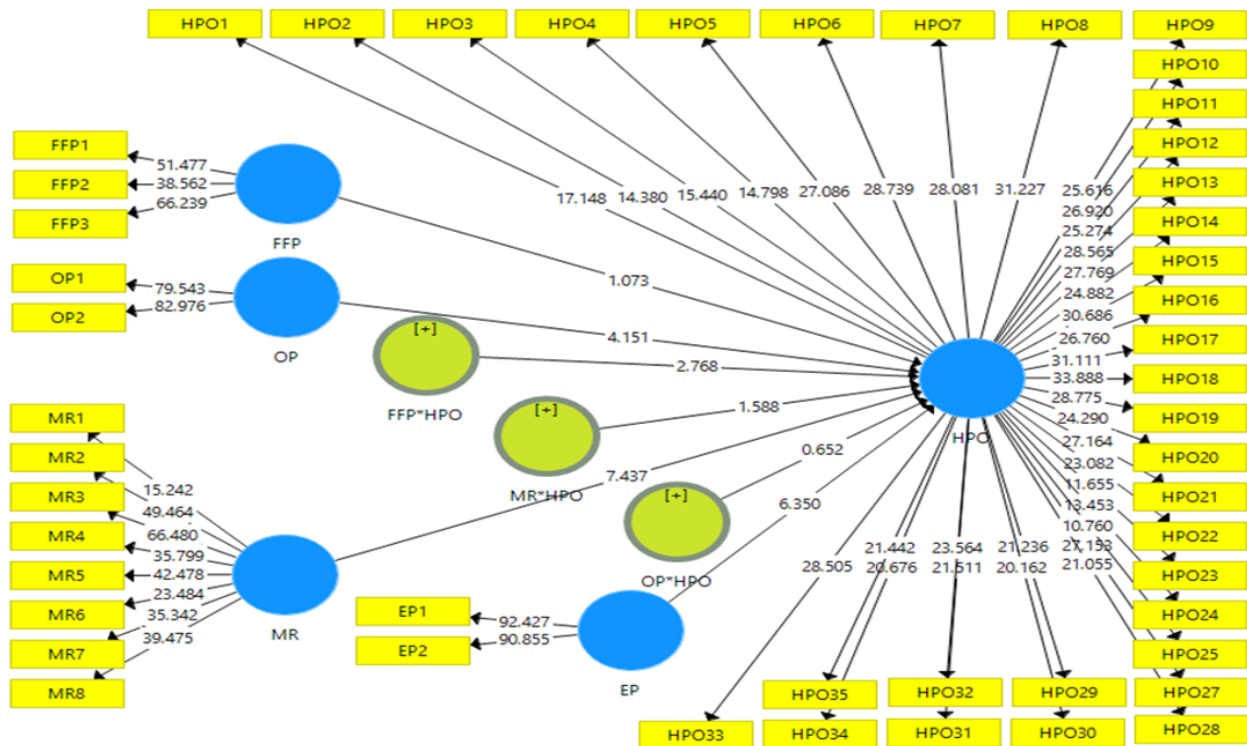 HPO1 HPO2 HPO3 HPO4 HPO5 HPO6 HPO7 HPO8 HPO9
HPO10
HPO11
HPO12
HPO13
HPO14
HPO15
HPO16
HPO17
HPO18
HPO19
HPO20
HPO21
HPO22
HPO23
HPO24
HPO25
HPO27
HPO28
FFP1
FFP2
FFP3
51.477
38.562
66.239
FFP
OP1
OP2
79.543
82.976
OP
17.148 14.380 15.440 14.798 27.086 28.739 28.081 31.227
25.616
26.920
25.274
28.565
27.769
24.882
30.686
26.760
31.111
33.888
28.775
24.290
27.164
23.082
11.655
13.453
10.760
27.153
21.055
1.073
4.151
[+]
FFP*HPO
2.768
[+]
MR*HPO
1.588
[+]
OP*HPO
0.652
7.437
6.350
HPO
MR1
MR2
MR3
MR4
MR5
MR6
MR7
MR8
15.242
49.464
66.480
35.799
42.478
23.484
35.342
39.475
MR
EP1
EP2
92.427
90.855
EP
28.505
21.442 23.564 21.236
20.676 21.511 20.162
HPO35 HPO32 HPO29
HPO33 HPO34 HPO31 HPO30